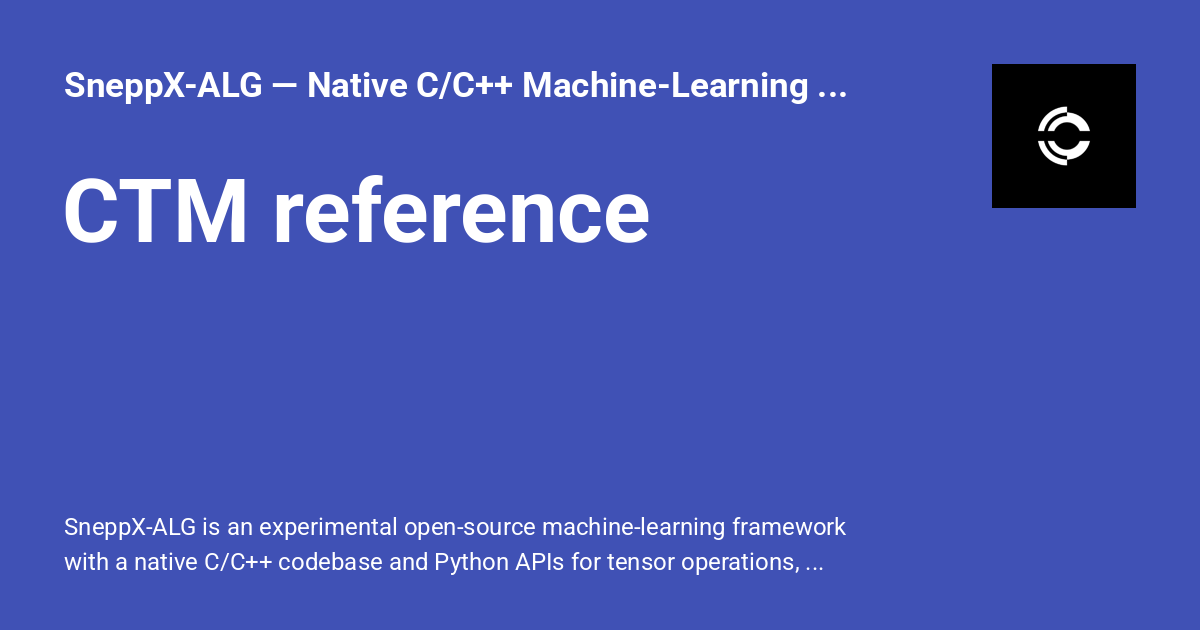 SneppX-ALG — Native C/C++ Machine-Learning ...
CTM reference
SneppX-ALG is an experimental open-source machine-learning framework
with a native C/C++ codebase and Python APIs for tensor operations, ...